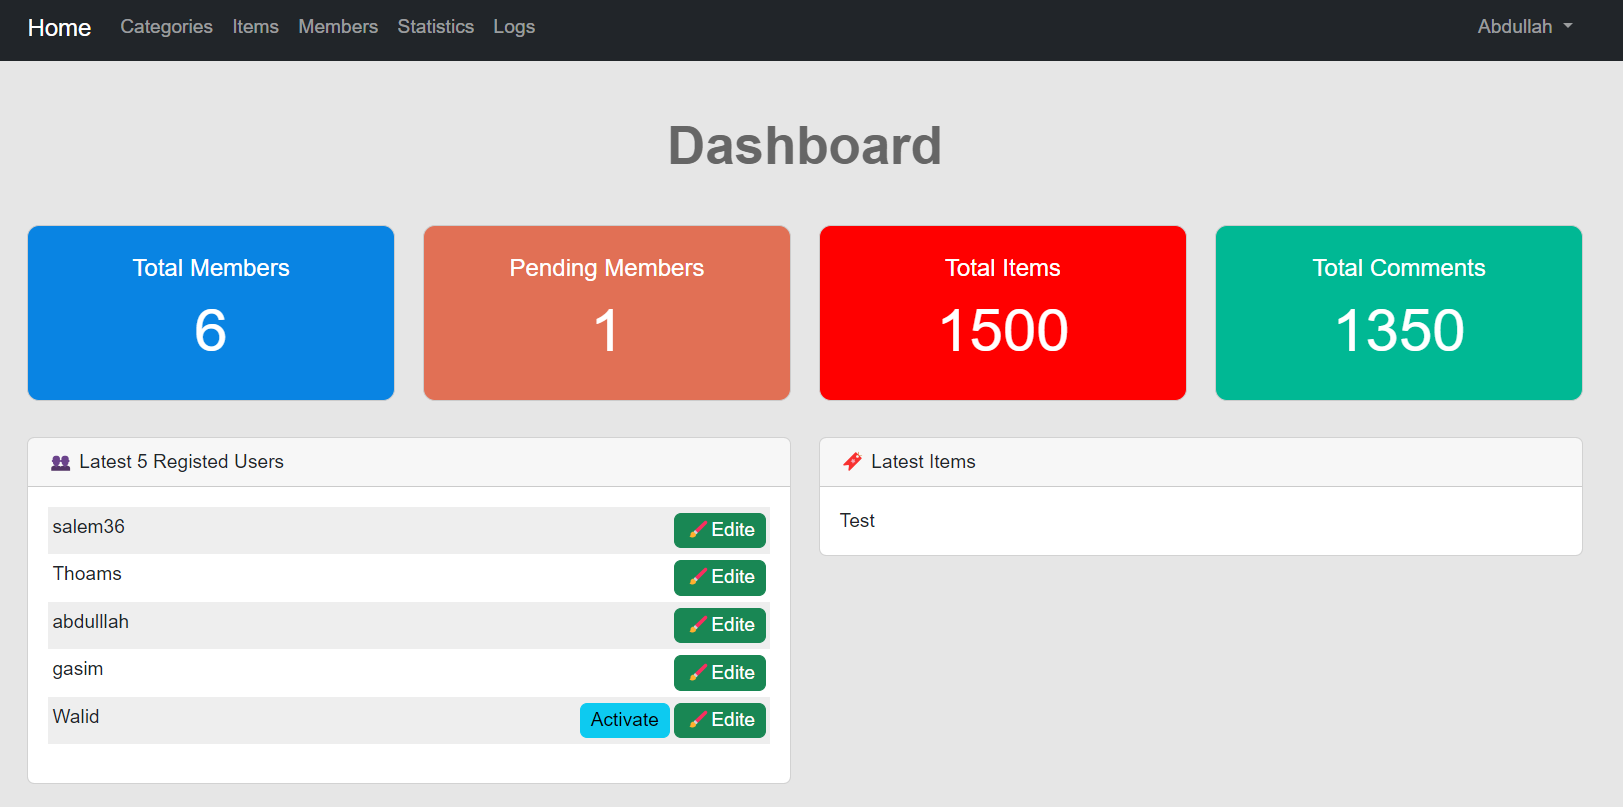 Home Categories Items Members Statistics Logs Abdullah
Dashboard
Total Members
6
Pending Members
1
Total Items
1500
Total Comments
1350
Latest 5 Registed Users
salem36 Edite
Thoams Edite
abdulllah Edite
gasim Edite
Walid Activate Edite
Latest Items
Test